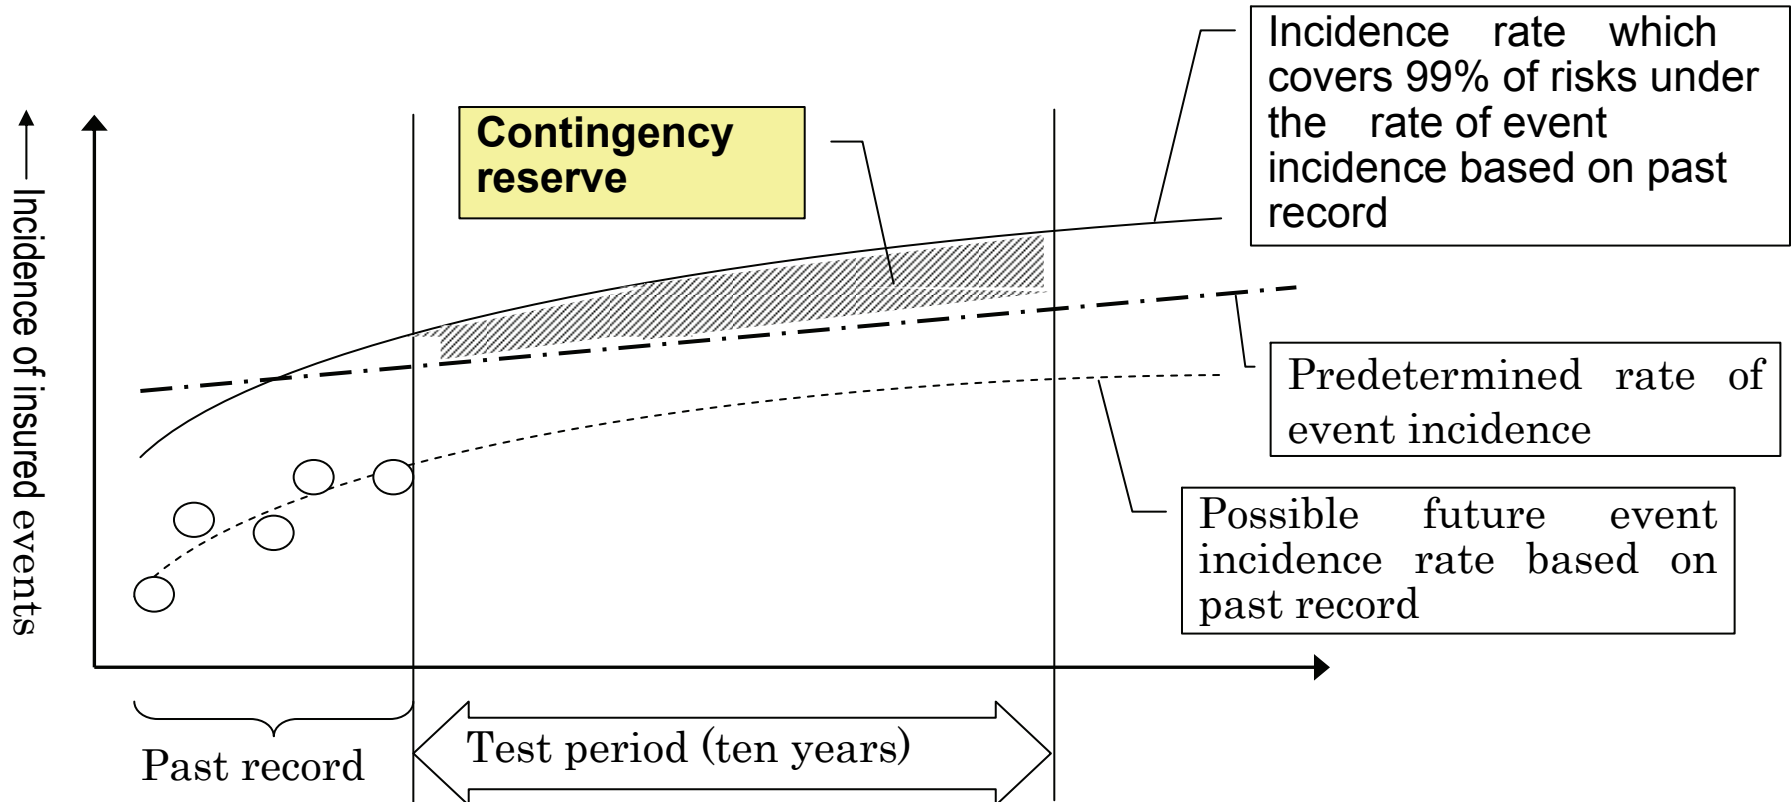 Incidence rate which
covers 99% of risks under
the rate of event
incidence based on past
record
Contingency
reserve
Incidence of insured events
Predetermined rate of
event incidence
Possible future event
incidence rate based on
past record
Past record
Test period (ten years)